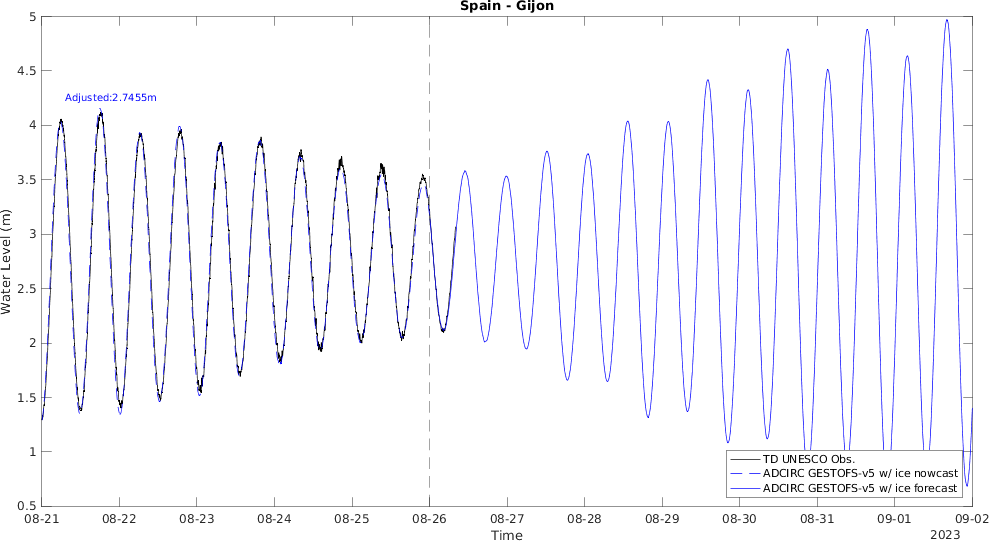 Spain - Gijon
5
4.5
4
3.5
3
2.5
2
1.5
1
0.5
Water Level (m)
Adjusted:2.7455m
TD UNESCO Obs.
ADCIRC GESTOFS-v5 w/ ice nowcast
ADCIRC GESTOFS-v5 w/ ice forecast
08-21 08-22 08-23 08-24 08-25 08-26 08-27 08-28 08-29 08-30 08-31 09-01 09-02
Time
2023